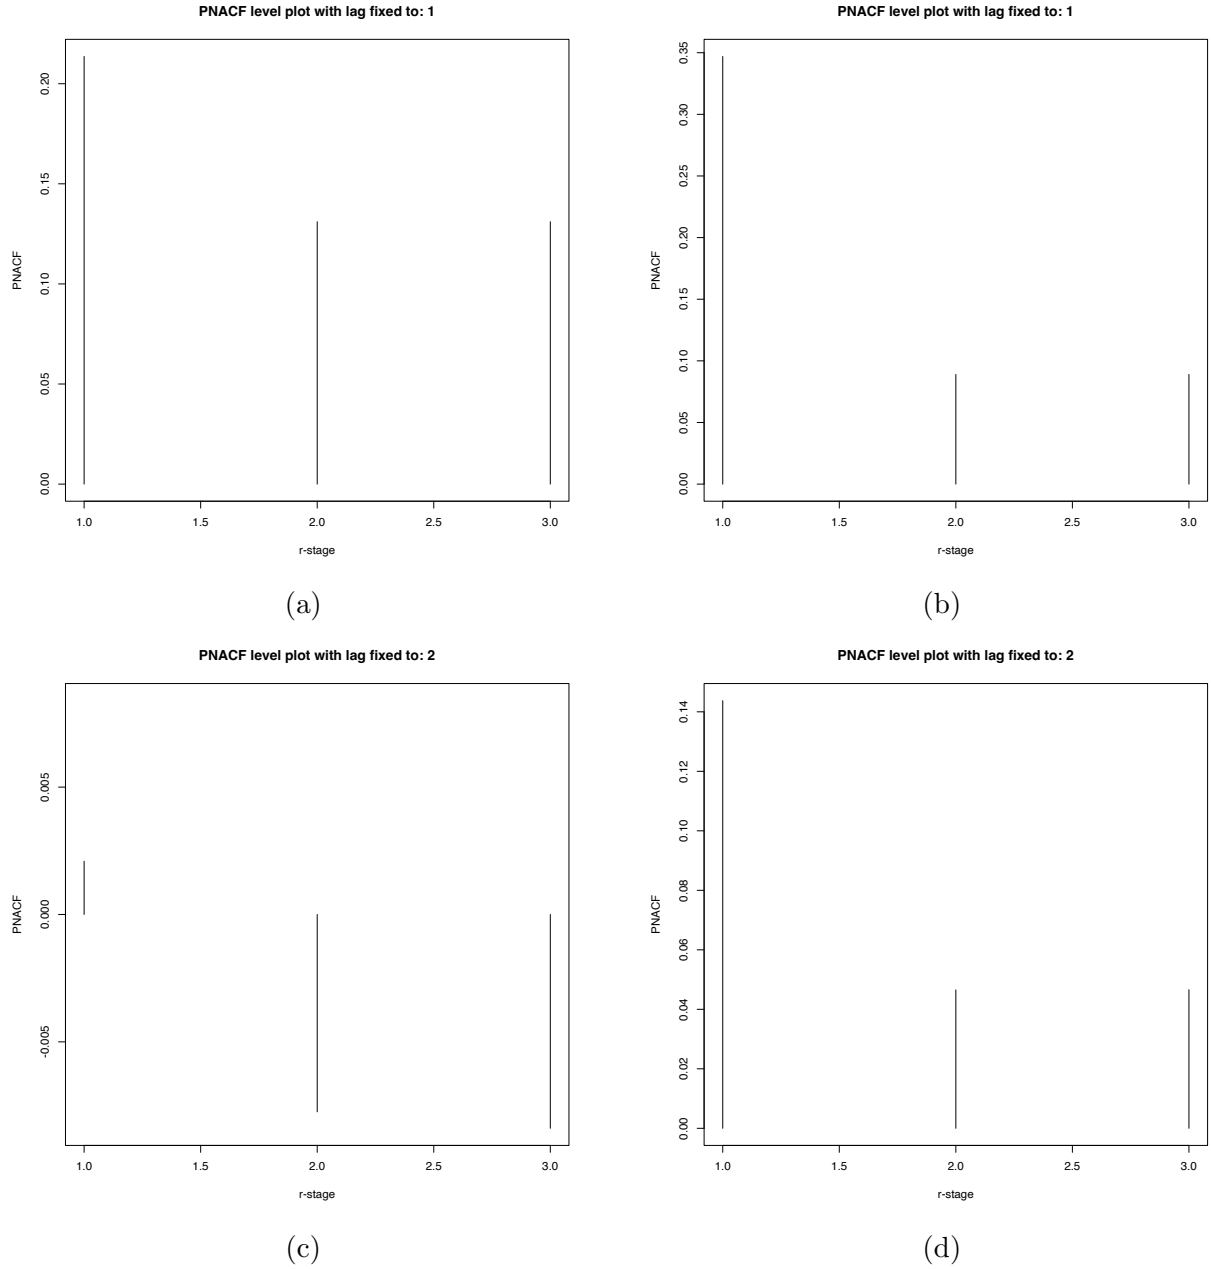 PNACF level plot with lag fixed to: 1
PNACF
0.20
0.15
0.10
0.05
0.00
1.0 1.5 2.0 2.5 3.0
r-stage
(a)
PNACF level plot with lag fixed to: 1
PNACF
0.35
0.30
0.25
0.20
0.15
0.10
0.05
0.00
1.0 1.5 2.0 2.5 3.0
r-stage
(b)
PNACF level plot with lag fixed to: 2
PNACF
0.005
0.000
-0.005
1.0 1.5 2.0 2.5 3.0
r-stage
(c)
PNACF level plot with lag fixed to: 2
PNACF
0.14
0.12
0.10
0.08
0.06
0.04
0.02
0.00
1.0 1.5 2.0 2.5 3.0
r-stage
(d)